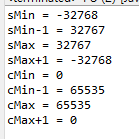 sMin = -32768
sMin-1 = 32767
sMax = 32767
sMax+1 = -32768
cMin = 0
cMin-1 = 65535
cMax = 65535
cMax+1 = 0